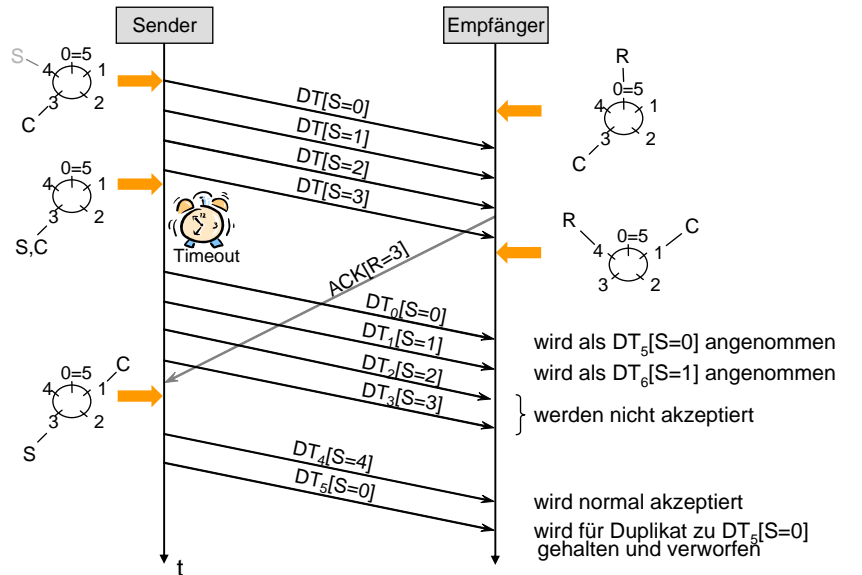 Sender
Empfänger
S
4
0=5
1
3
2
C
DT[S=0]
DT[S=1]
DT[S=2]
DT[S=3]
R
0=5
4
1
3
2
C
4
0=5
1
3
2
S,C
Timeout
ACK[R=3]
R
4
0=5
1
C
3
2
DT0[S=0]
DT1[S=1]
DT2[S=2]
DT3[S=3]
wird als DT5[S=0] angenommen
wird als DT6[S=1] angenommen
werden nicht akzeptiert
4
0=5
1
C
3
2
S
DT4[S=4]
DT5[S=0]
wird normal akzeptiert
wird für Duplikat zu DT5[S=0]
gehalten und verworfen
t